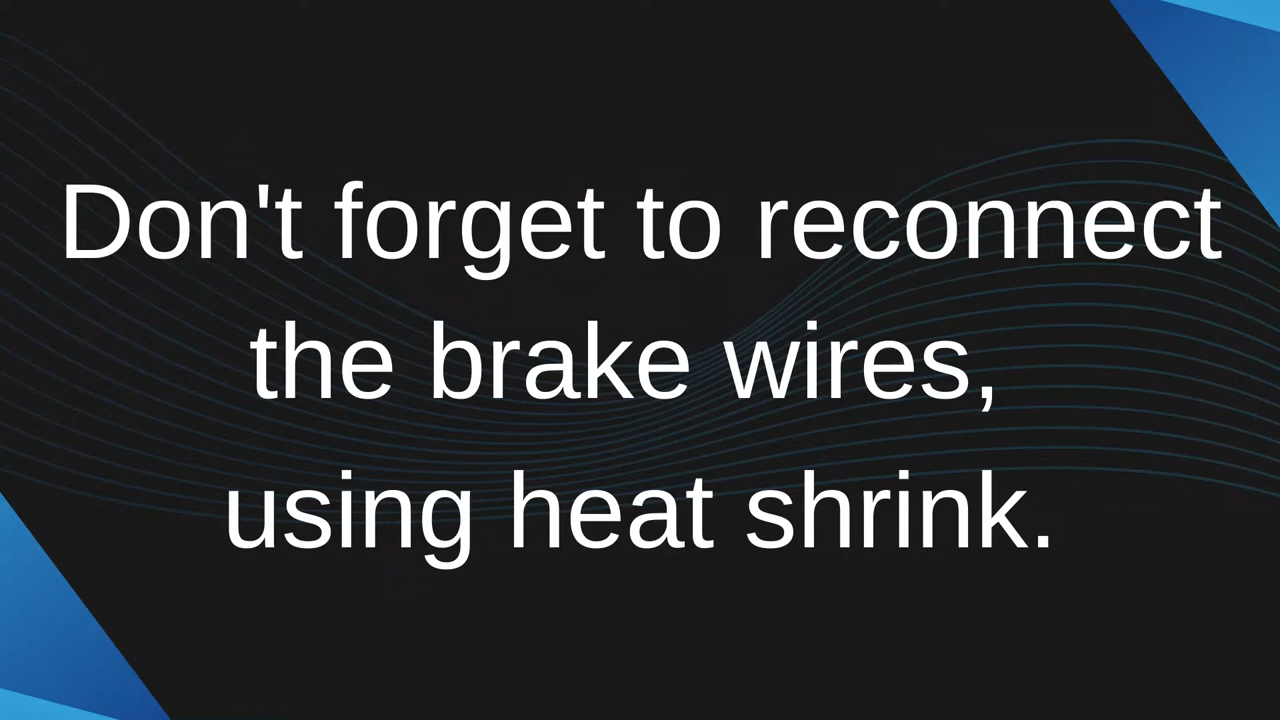 Don't forget to reconnect
the brake wires,
using heat shrink.